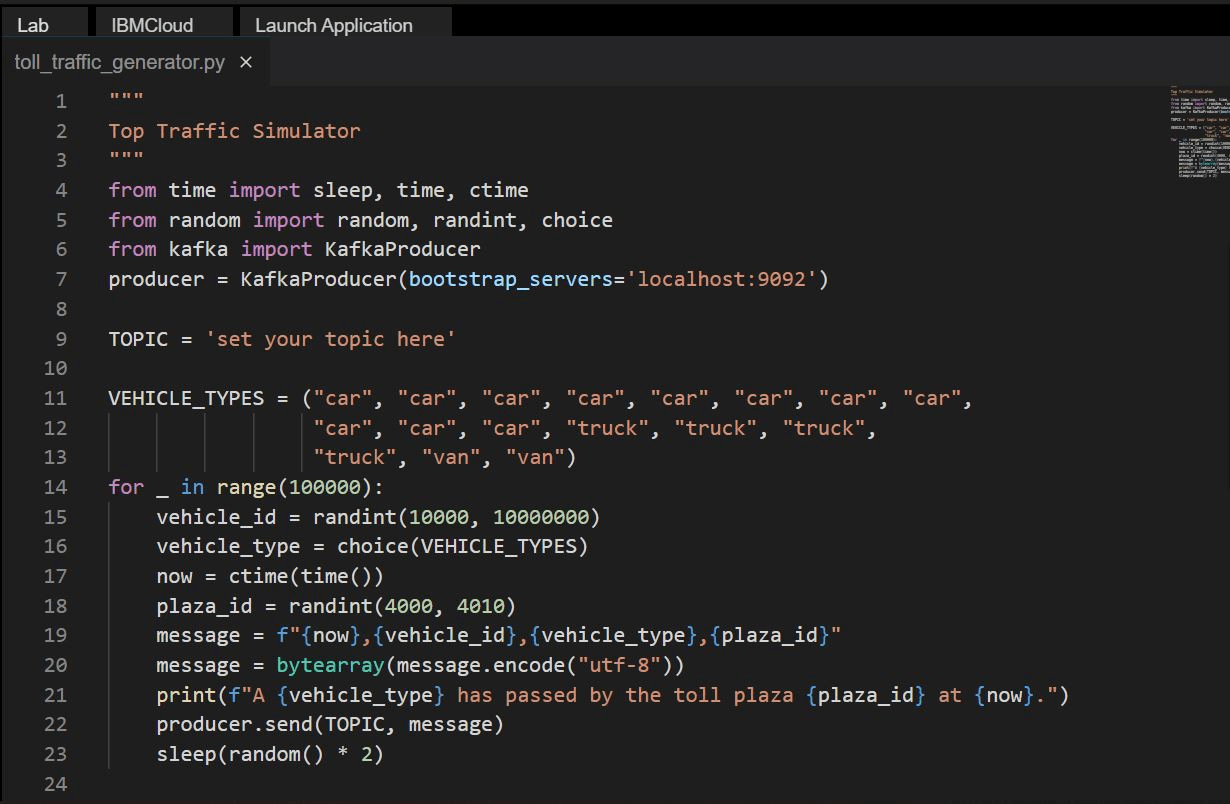 Lab IBMCloud Launch Application
toll_traffic_generator.py ×
1 """
2 Top Traffic Simulator
3 """
4 from time import sleep, time, ctime
5 from random import random, randint, choice
6 from kafka import KafkaProducer
7 producer = KafkaProducer(bootstrap_servers='localhost:9092')
8
9 TOPIC = 'set your topic here'
10
11 VEHICLE_TYPES = ("car", "car", "car", "car", "car", "car", "car", "car",
12                  "car", "car", "car", "truck", "truck", "truck",
13                  "truck", "van", "van")
14 for _ in range(100000):
15     vehicle_id = randint(10000, 10000000)
16     vehicle_type = choice(VEHICLE_TYPES)
17     now = ctime(time())
18     plaza_id = randint(4000, 4010)
19     message = f"{now},{vehicle_id},{vehicle_type},{plaza_id}"
20     message = bytearray(message.encode("utf-8"))
21     print(f"A {vehicle_type} has passed by the toll plaza {plaza_id} at {now}.")
22     producer.send(TOPIC, message)
23     sleep(random() * 2)
24